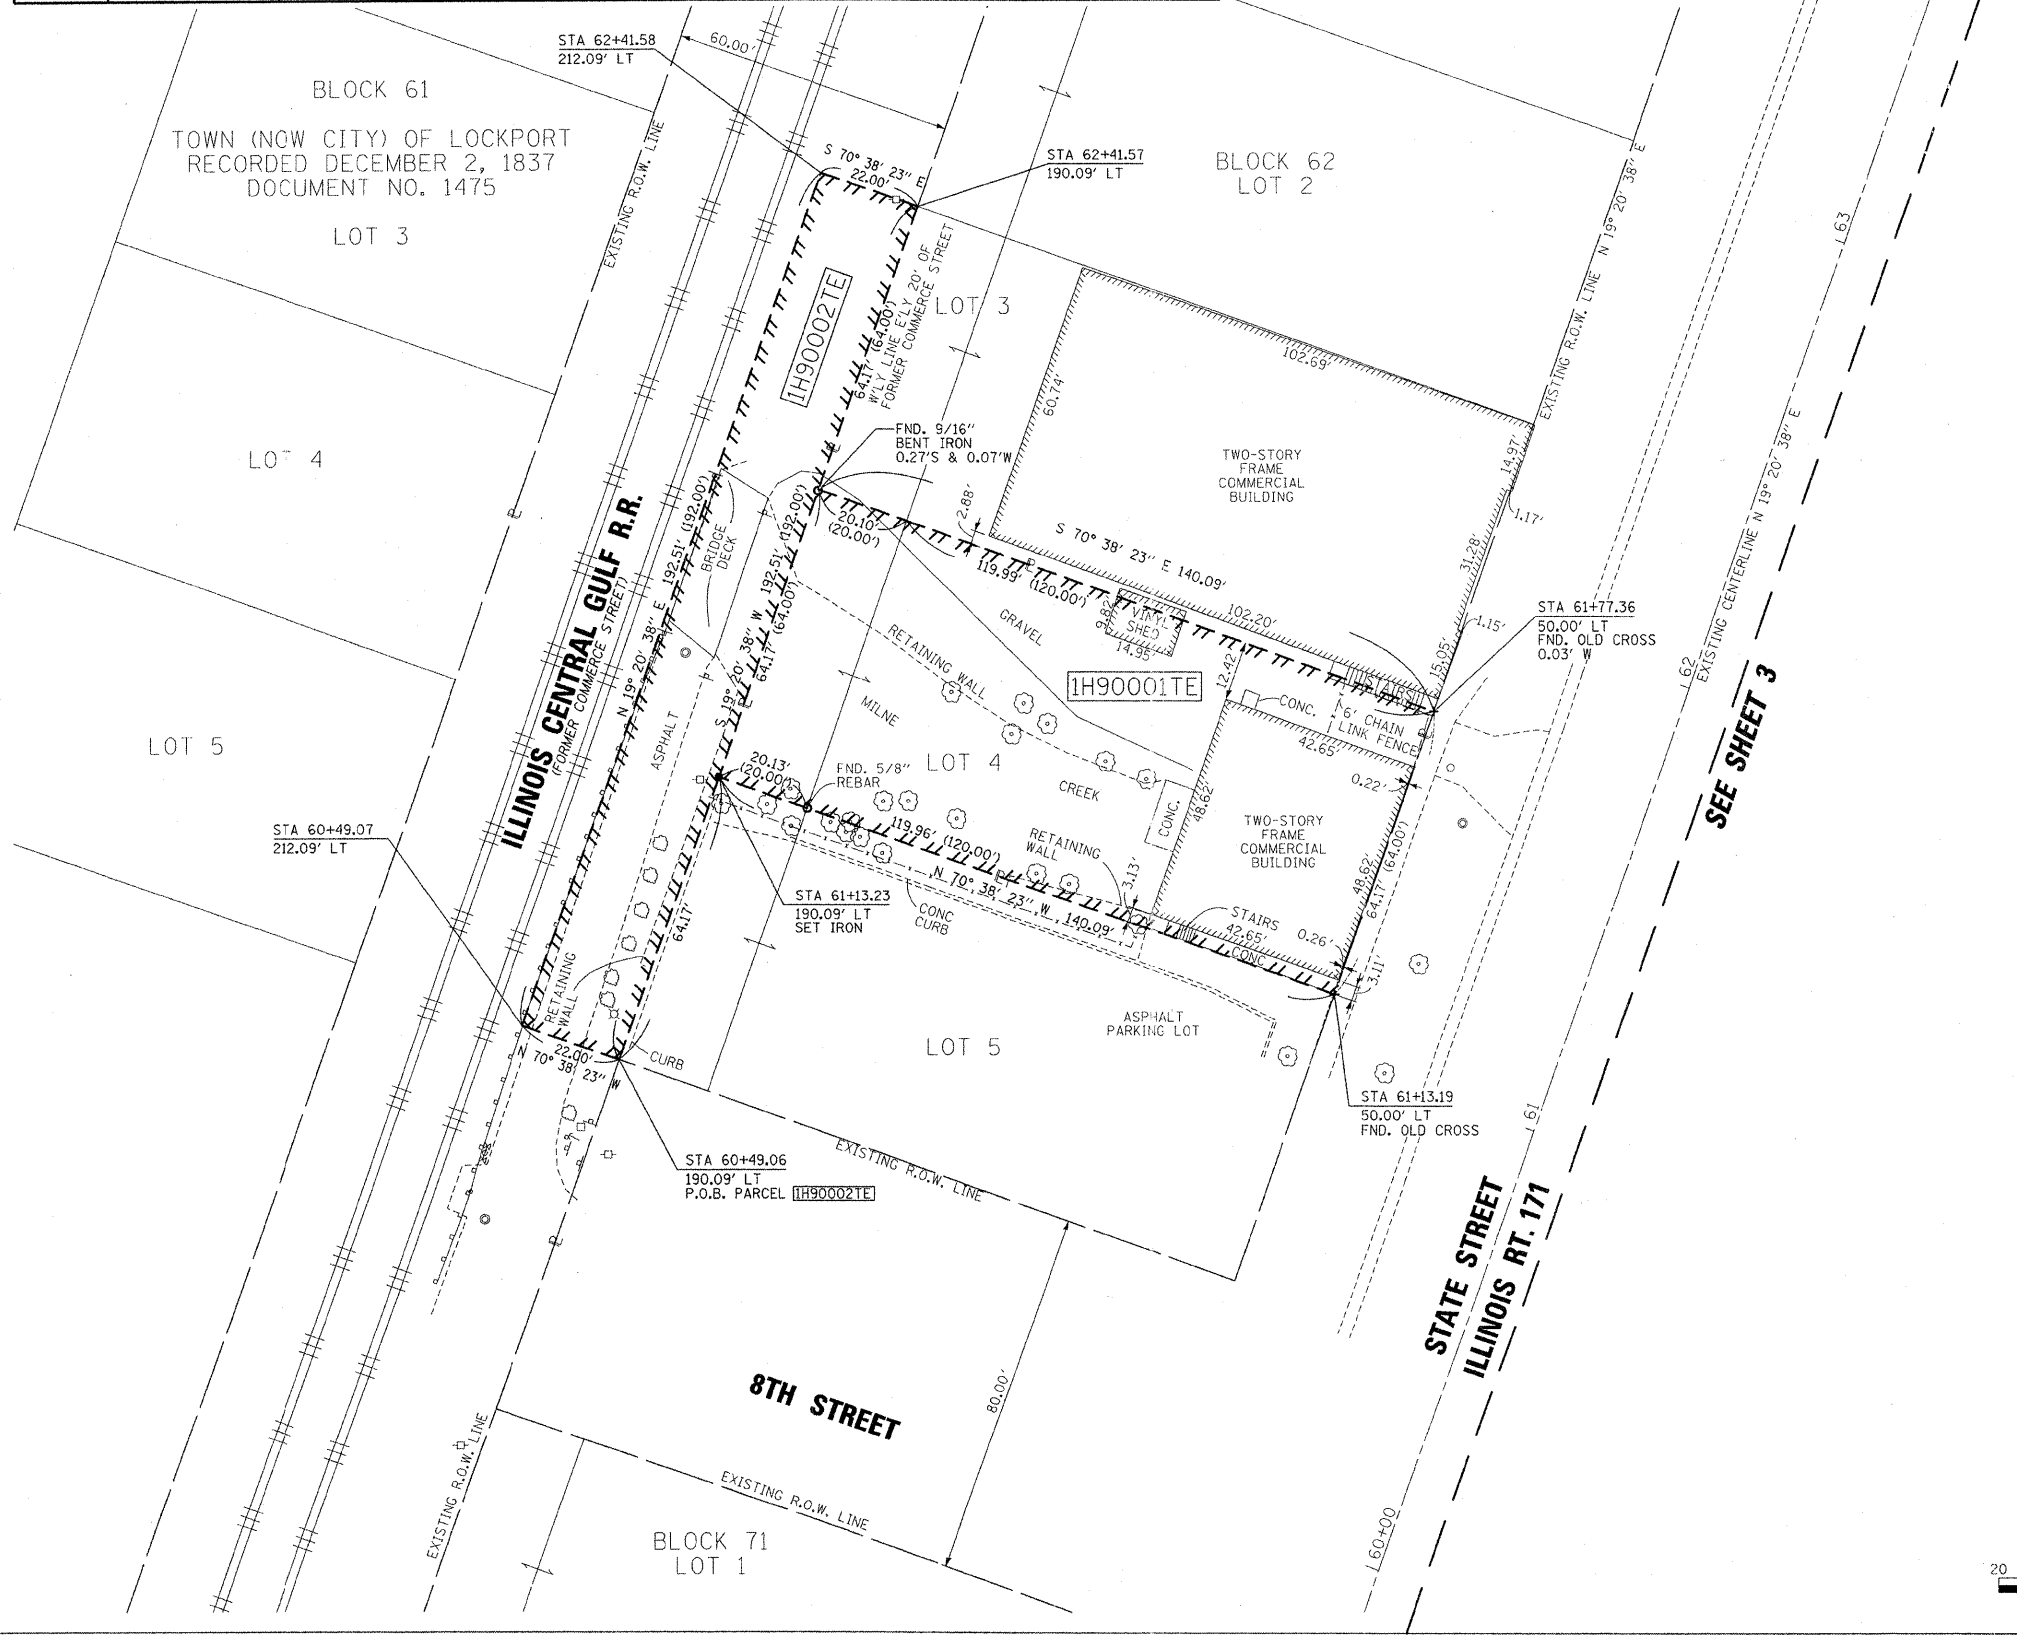 STA 62+41.58
212.09' LT
60.00'
BLOCK 61
TOWN (NOW CITY) OF LOCKPORT
RECORDED DECEMBER 2, 1837
DOCUMENT NO. 1475
LOT 3
EXISTING R.O.W. LINE
S 70° 38' 23" E
22.00'
STA 62+41.57
190.09' LT
BLOCK 62
LOT 2
EXISTING R.O.W. LINE N 19° 20' 38" E
63
1H90002TE
64.17' (64.00')
W'LY LINE E'LY 20' OF
FORMER COMMERCE STREET
LOT 3
102.69'
60.74'
FND. 9/16"
BENT IRON
0.27'S & 0.07'W
TWO-STORY
FRAME
COMMERCIAL
BUILDING
14.97'
1.17'
31.28'
EXISTING CENTERLINE N 19° 20' 38" E
LOT 4
ILLINOIS CENTRAL GULF R.R.
(FORMER COMMERCE STREET)
N 19° 20' 38" E 192.51' (192.00')
BRIDGE
DECK
S 19° 20' 38" W 192.51' (192.00')
64.17' (64.00')
20.10'
(20.00')
2.88'
S 70° 38' 23" E 140.09'
119.99' (120.00')
102.20'
9.82'
VINYL
SHED
14.95'
GRAVEL
RETAINING WALL
1H90001TE
12.42'
CONC.
STAIRS
6' CHAIN
LINK FENCE
15.05'
1.15'
STA 61+77.36
50.00' LT
FND. OLD CROSS
0.03' W
62
SEE SHEET 3
LOT 5
ASPHALT
MILNE
CREEK
LOT 4
20.13'
(20.00')
FND. 5/8"
REBAR
42.65'
0.22'
CONC.
48.62'
TWO-STORY
FRAME
COMMERCIAL
BUILDING
48.62'
64.17' (64.00')
STA 60+49.07
212.09' LT
119.96' (120.00')
RETAINING
WALL
3.13'
N 70° 38' 23" W 140.09'
STA 61+13.23
190.09' LT
SET IRON
CONC
CURB
64.17'
STAIRS
42.65'
CONC
0.26'
3.11'
RETAINING
WALL
22.00'
N 70° 38' 23" W
CURB
LOT 5
ASPHALT
PARKING LOT
STA 61+13.19
50.00' LT
FND. OLD CROSS
61
STA 60+49.06
190.09' LT
P.O.B. PARCEL 1H90002TE
EXISTING R.O.W. LINE
STATE STREET
ILLINOIS RT. 171
8TH STREET
80.00'
EXISTING R.O.W. LINE
EXISTING R.O.W. LINE
BLOCK 71
LOT 1
60+00
20